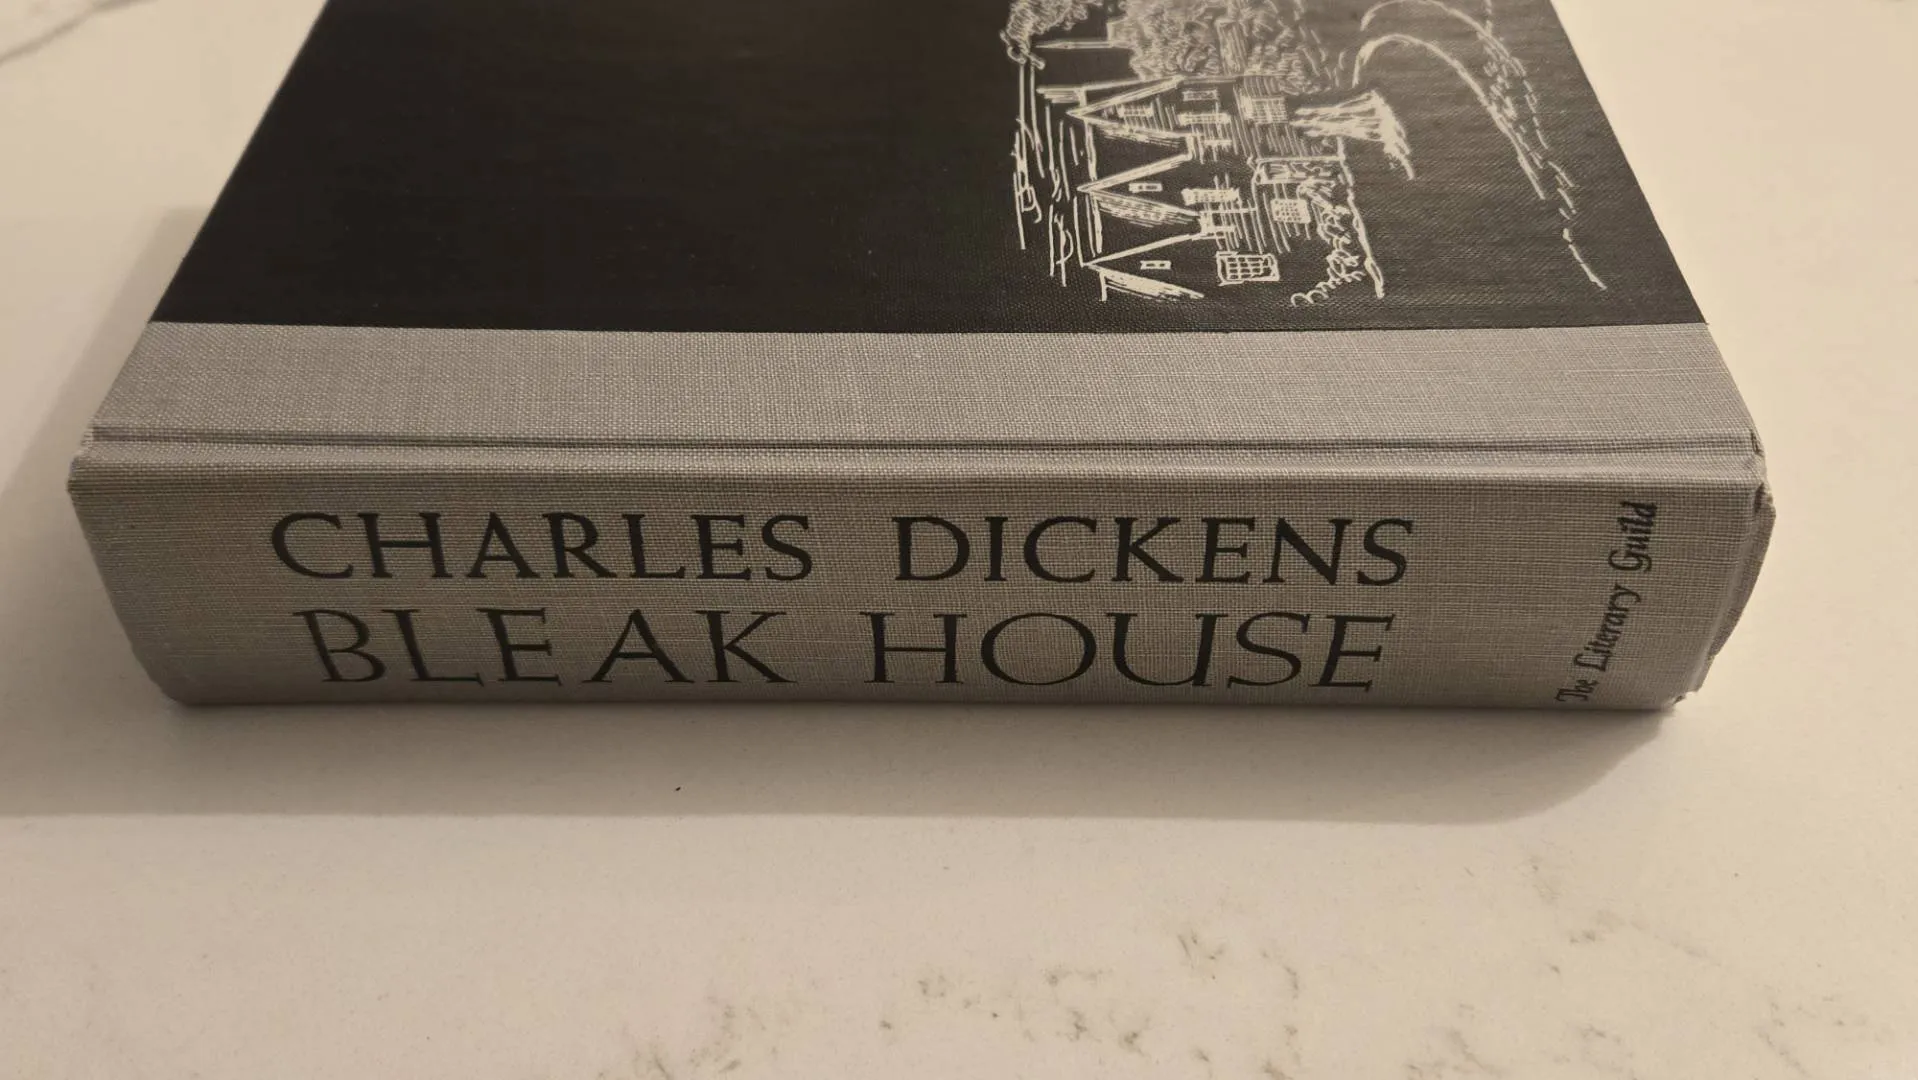 CHARLES DICKENS
BLEAK HOUSE
The Literary Guild